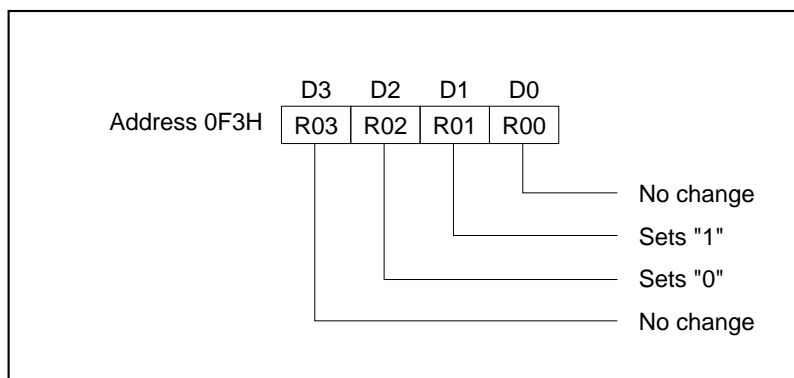 D3 D2 D1 D0
Address 0F3H R03 R02 R01 R00
No change
Sets "1"
Sets "0"
No change